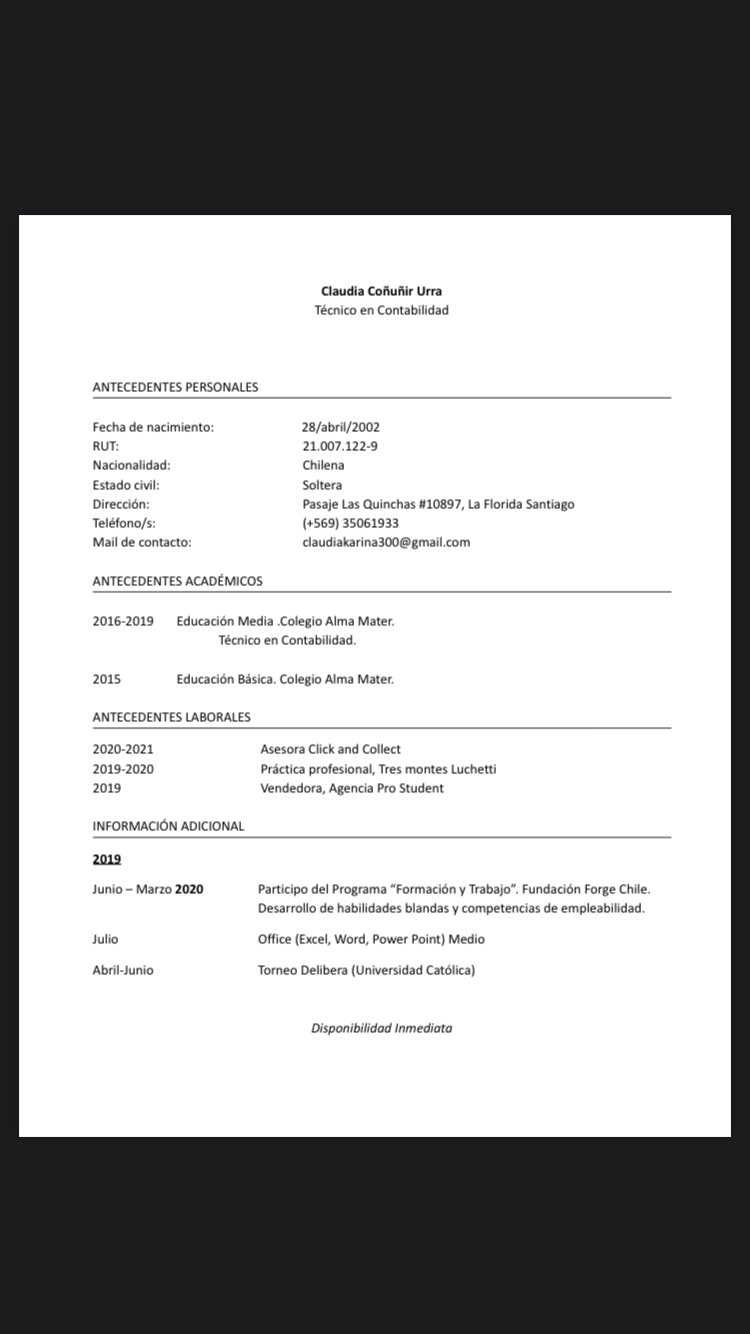 Claudia Coñuñir Urra
Técnico en Contabilidad
ANTECEDENTES PERSONALES
Fecha de nacimiento: 28/abril/2002
RUT: 21.007.122-9
Nacionalidad: Chilena
Estado civil: Soltera
Dirección: Pasaje Las Quinchas #10897, La Florida Santiago
Teléfono/s: (+569) 35061933
Mail de contacto: claudiakarina300@gmail.com
ANTECEDENTES ACADÉMICOS
2016-2019 Educación Media .Colegio Alma Mater.
Técnico en Contabilidad.
2015 Educación Básica. Colegio Alma Mater.
ANTECEDENTES LABORALES
2020-2021 Asesora Click and Collect
2019-2020 Práctica profesional, Tres montes Luchetti
2019 Vendedora, Agencia Pro Student
INFORMACIÓN ADICIONAL
2019
Junio – Marzo 2020 Participo del Programa “Formación y Trabajo”. Fundación Forge Chile.
Desarrollo de habilidades blandas y competencias de empleabilidad.
Julio Office (Excel, Word, Power Point) Medio
Abril-Junio Torneo Delibera (Universidad Católica)
Disponibilidad Inmediata